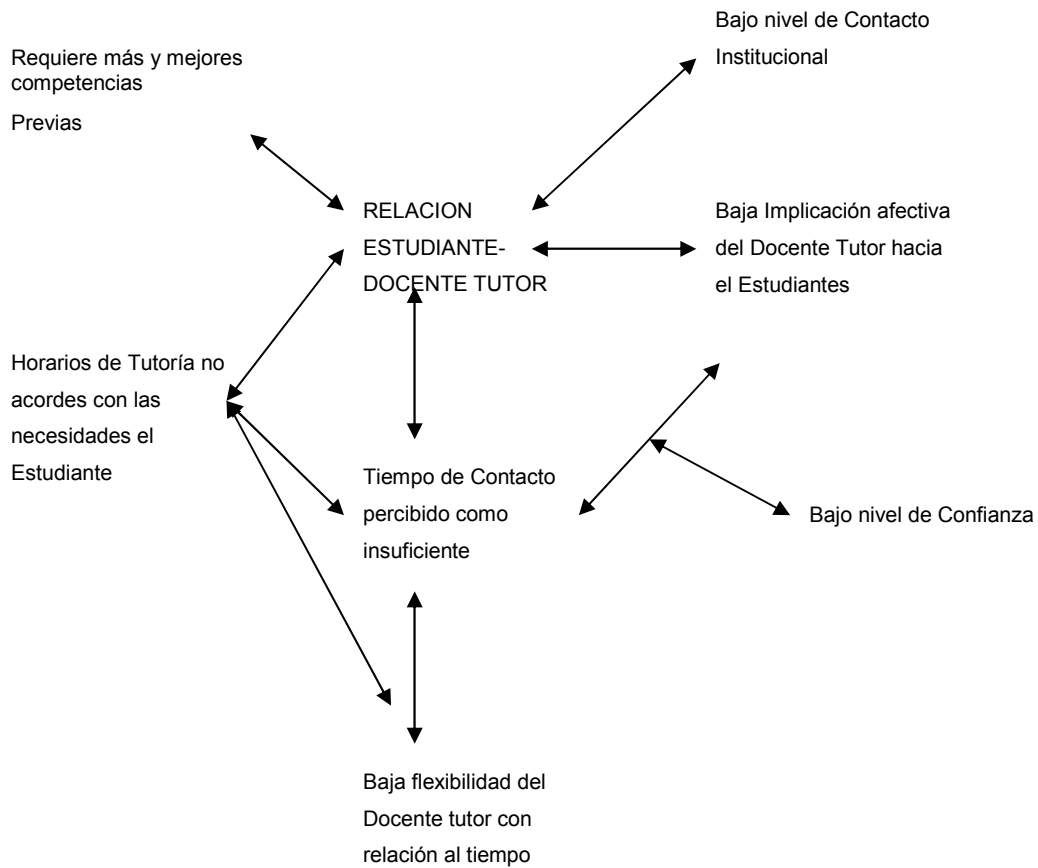 Bajo nivel de Contacto
Institucional
Requiere más y mejores
competencias
Previas
RELACION
ESTUDIANTE-
DOCENTE TUTOR
Baja Implicación afectiva
del Docente Tutor hacia
el Estudiantes
Horarios de Tutoría no
acordes con las
necesidades el
Estudiante
Tiempo de Contacto
percibido como
insuficiente
Bajo nivel de Confianza
Baja flexibilidad del
Docente tutor con
relación al tiempo